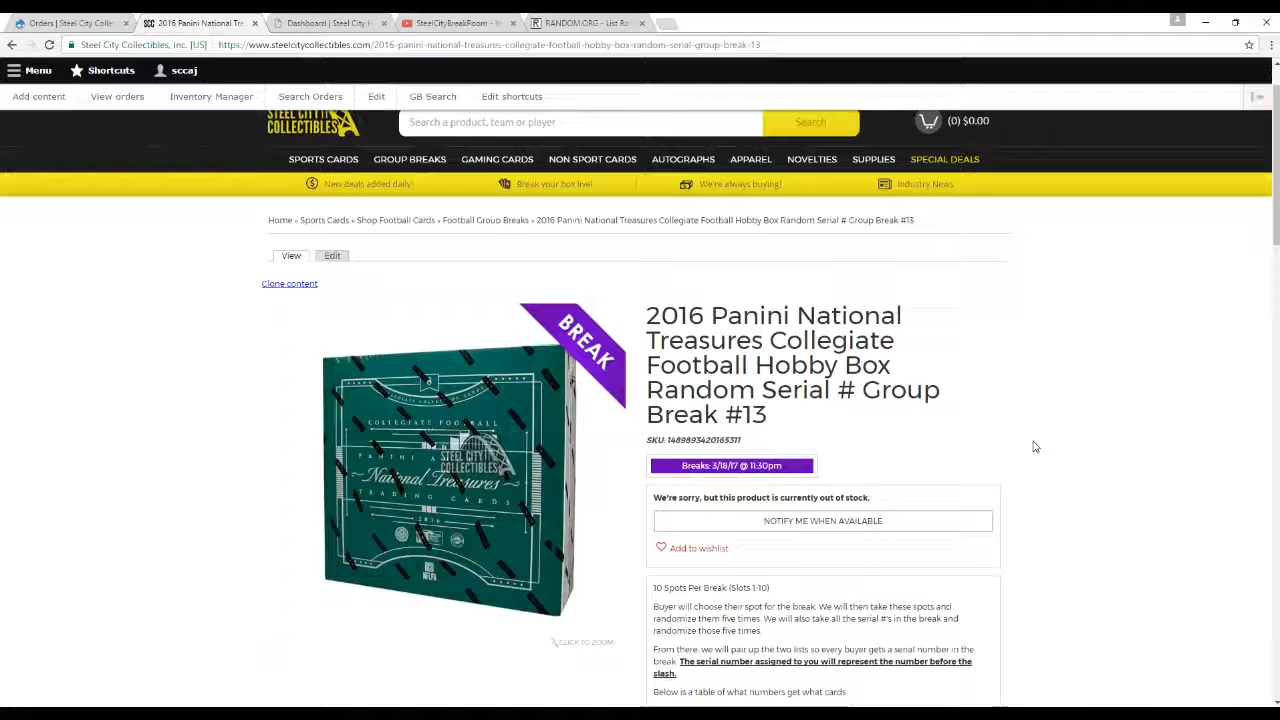 Orders | Steel City Collec
SCC 2016 Panini National Tre
Dashboard | Steel City H
SteelCityBreakRoom - Yo
RANDOM.ORG - List Ra
Steel City Collectibles, Inc. [US]
https://www.steelcitycollectibles.com/2016-panini-national-treasures-collegiate-football-hobby-box-random-serial-group-break-13
Menu Shortcuts sccaj
Add content View orders Inventory Manager Search Orders Edit GB Search Edit shortcuts
STEEL CITY
COLLECTIBLES
Search a product, team or player
Search
(0) $0.00
SPORTS CARDS GROUP BREAKS GAMING CARDS NON SPORT CARDS AUTOGRAPHS APPAREL NOVELTIES SUPPLIES SPECIAL DEALS
New deals added daily! Break your box live! We're always buying! Industry News
Home » Sports Cards » Shop Football Cards » Football Group Breaks » 2016 Panini National Treasures Collegiate Football Hobby Box Random Serial # Group Break #13
View Edit
Clone content
BREAK
COLLEGIATE FOOTBALL
National Treasures
TRADING CARDS
2016
NFLPA
STEEL CITY
COLLECTIBLES
CLICK TO ZOOM
2016 Panini National
Treasures Collegiate
Football Hobby Box
Random Serial # Group
Break #13
SKU: 1489893420165311
Breaks: 3/18/17 @ 11:30pm
We're sorry, but this product is currently out of stock.
NOTIFY ME WHEN AVAILABLE
Add to wishlist
10 Spots Per Break (Slots 1-10)
Buyer will choose their spot for the break. We will then take these spots and
randomize them five times. We will also take all the serial #'s in the break and
randomize those five times.
From there, we will pair up the two lists so every buyer gets a serial number in the
break. The serial number assigned to you will represent the number before the
slash.
Below is a table of what numbers get what cards: